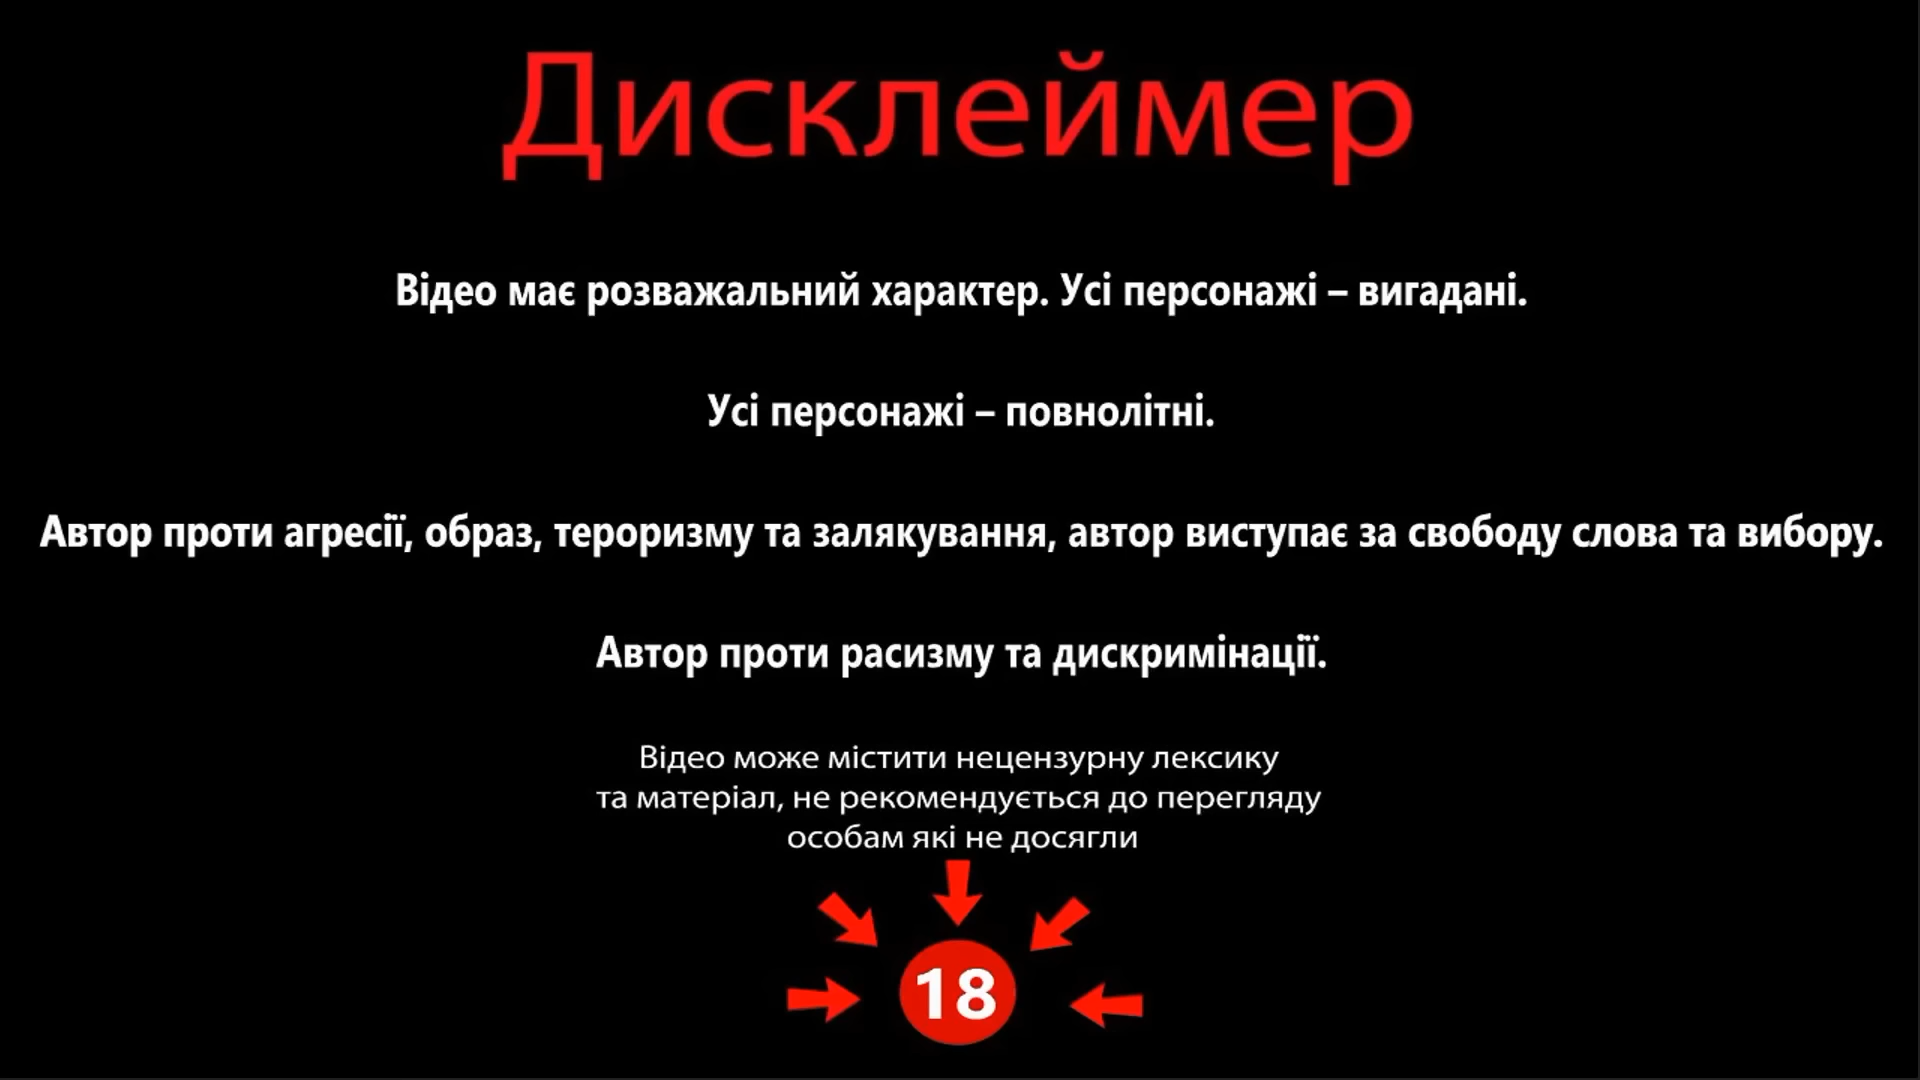 Дисклеймер
Відео має розважальний характер. Усі персонажі – вигадані.
Усі персонажі – повнолітні.
Автор проти агресії, образ, тероризму та залякування, автор виступає за свободу слова та вибору.
Автор проти расизму та дискримінації.
Відео може містити нецензурну лексику
та матеріал, не рекомендується до перегляду
особам які не досягли
18